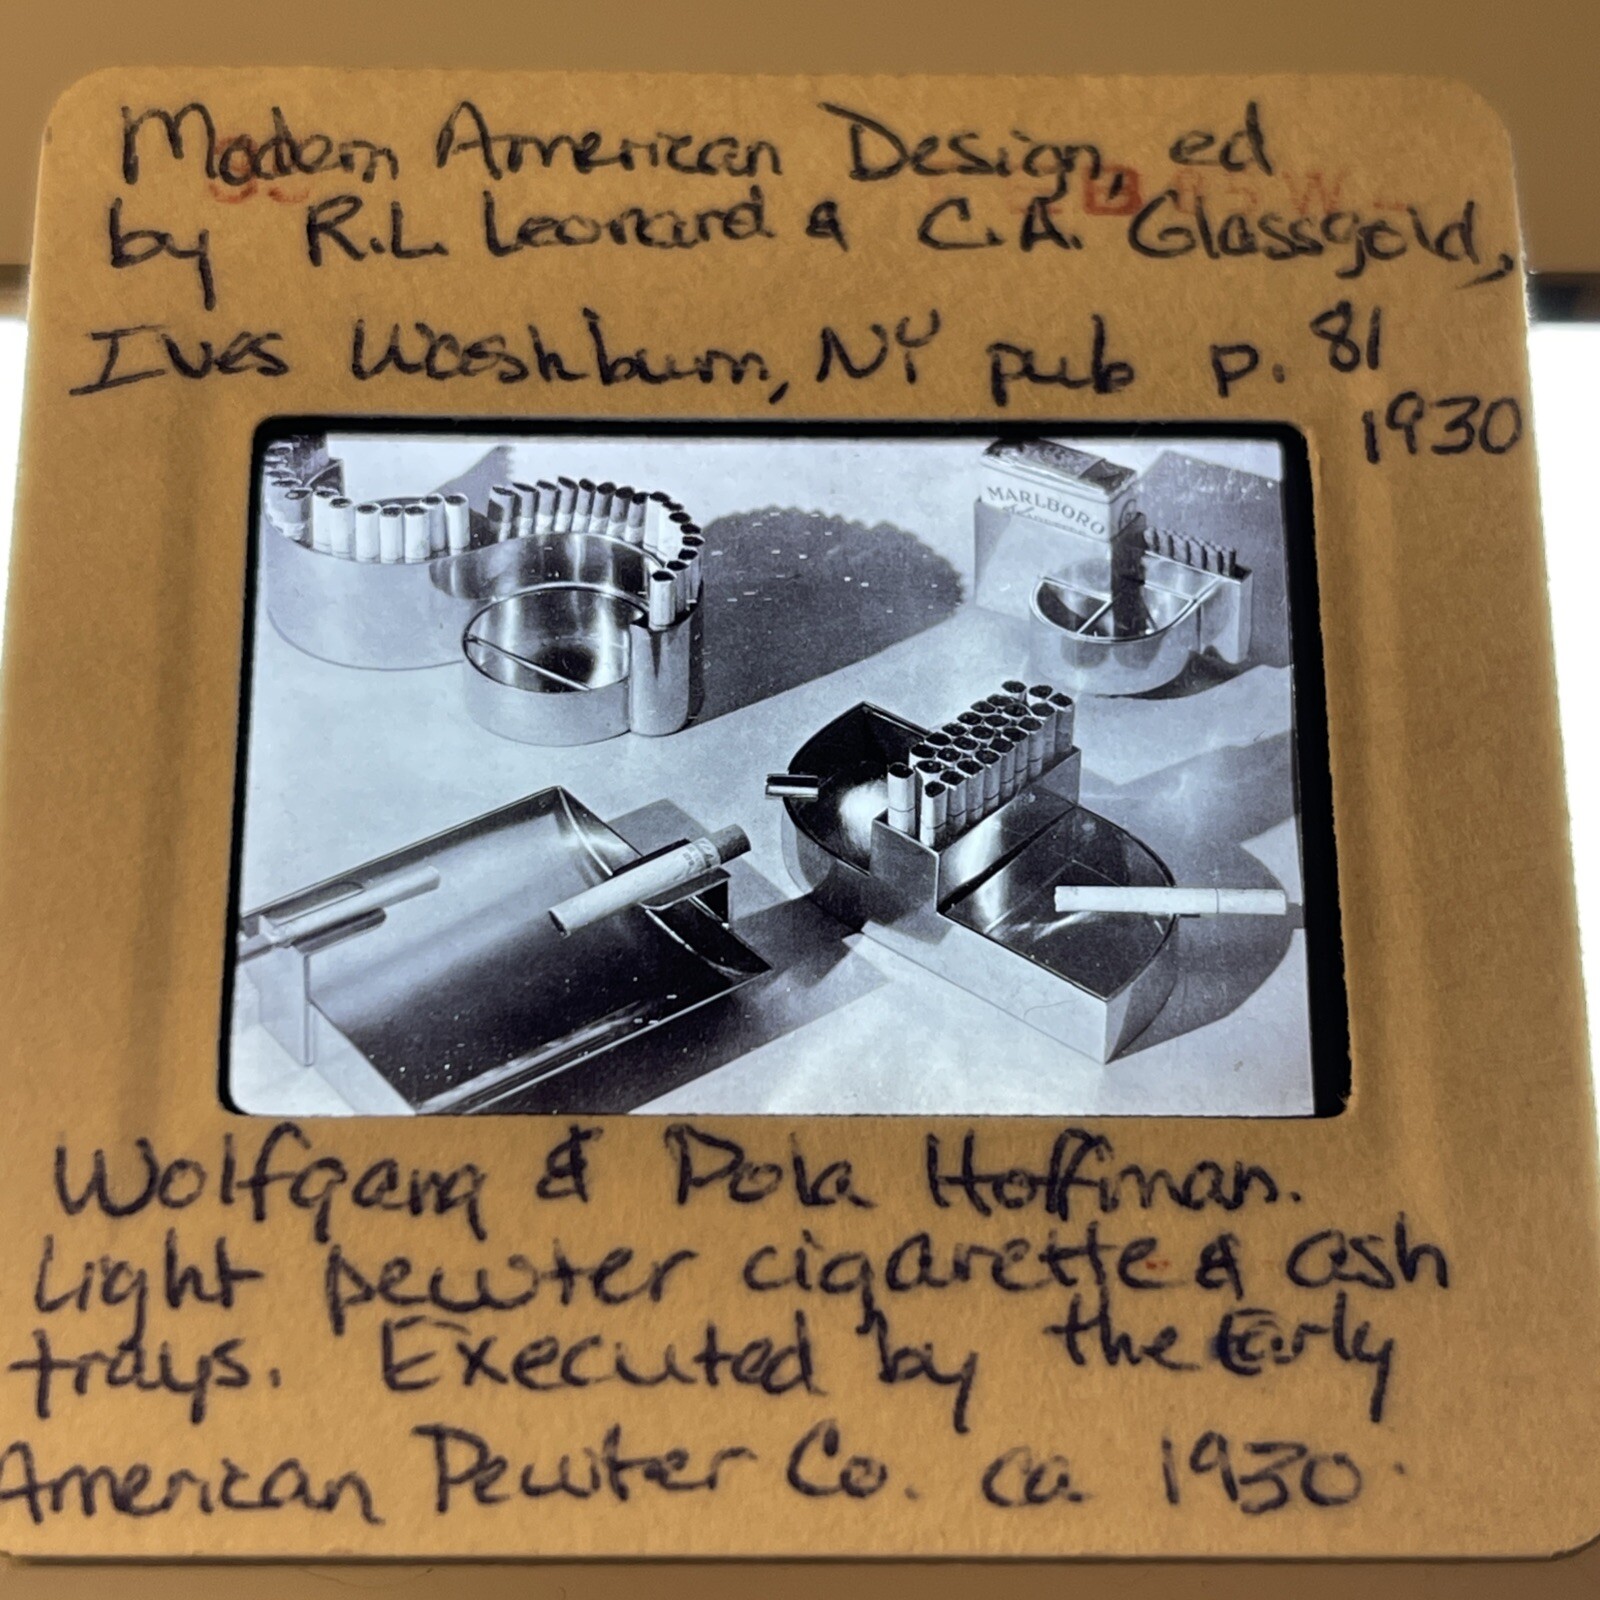 Modern American Design, ed
by R.L. Leonard & C.A. Glassgold,
Ives Washburn, NY pub p. 81
1930
MARLBORO
Wolfgang & Pola Hoffman.
Light pewter cigarette & ash
trays. Executed by the Early
American Pewter Co. ca 1930.